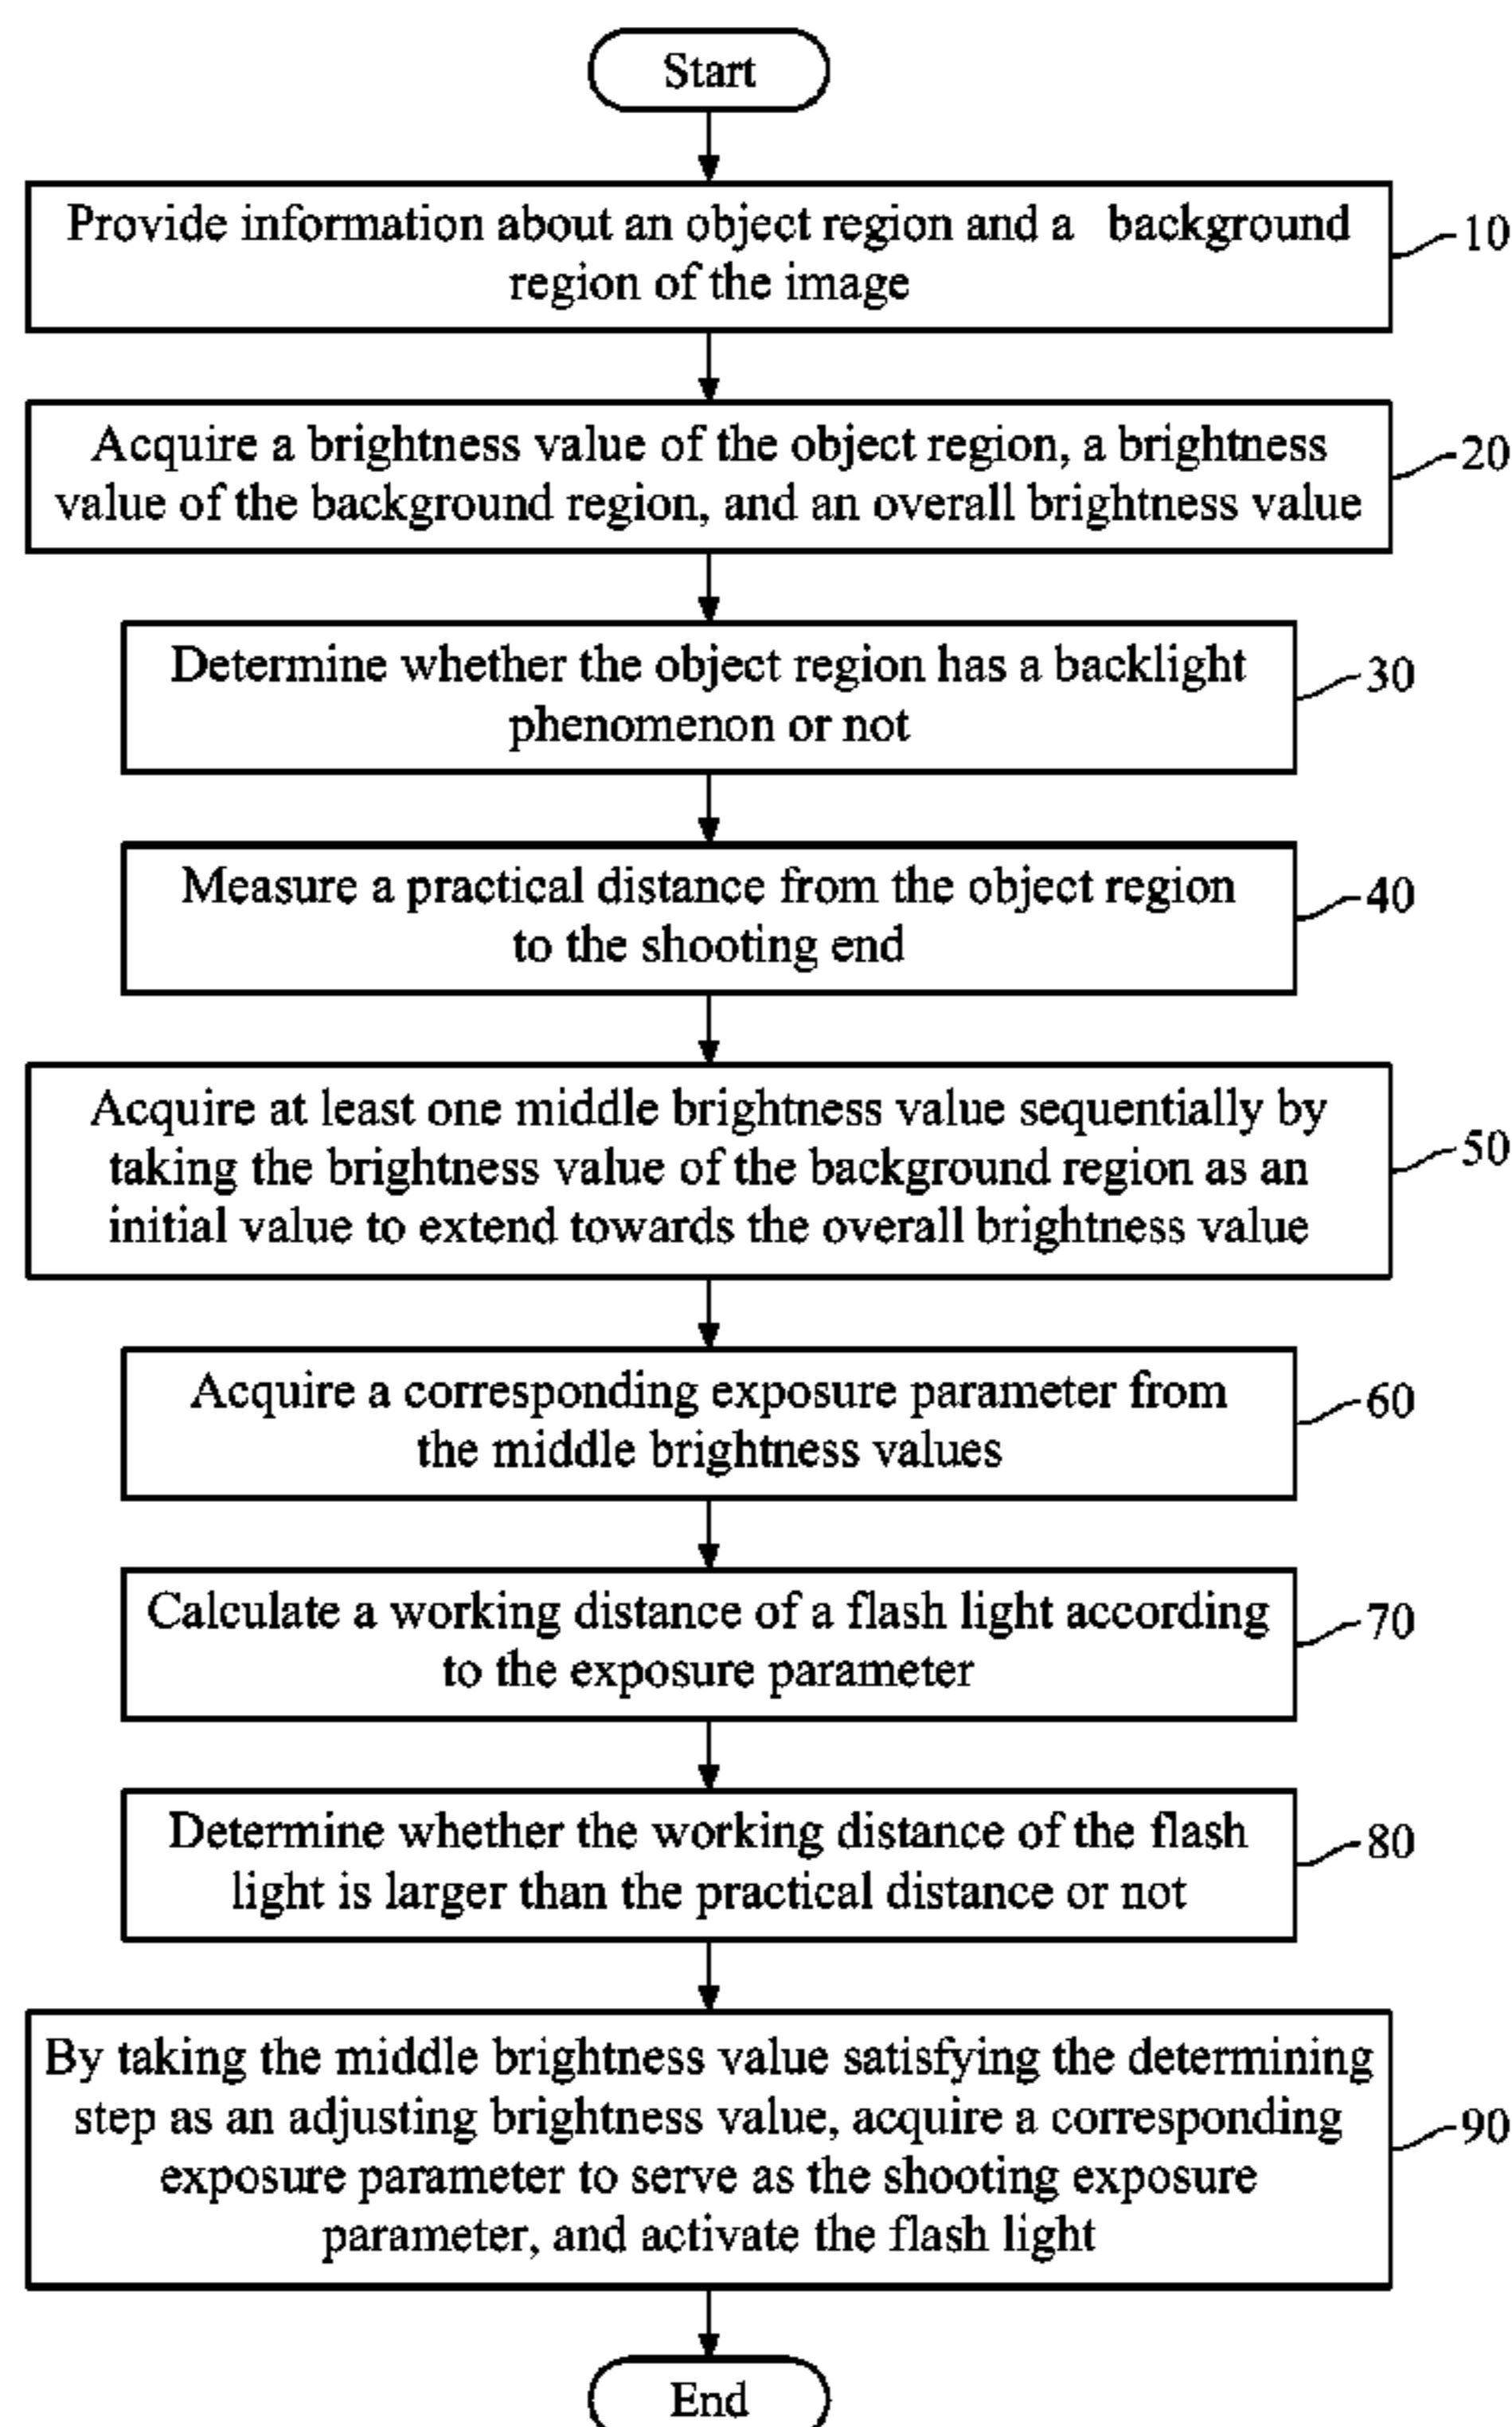 Start
Provide information about an object region and a background
region of the image
10
Acquire a brightness value of the object region, a brightness
value of the background region, and an overall brightness value
20
Determine whether the object region has a backlight
phenomenon or not
30
Measure a practical distance from the object region
to the shooting end
40
Acquire at least one middle brightness value sequentially by
taking the brightness value of the background region as an
initial value to extend towards the overall brightness value
50
Acquire a corresponding exposure parameter from
the middle brightness values
60
Calculate a working distance of a flash light according
to the exposure parameter
70
Determine whether the working distance of the flash
light is larger than the practical distance or not
80
By taking the middle brightness value satisfying the determining
step as an adjusting brightness value, acquire a corresponding
exposure parameter to serve as the shooting exposure
parameter, and activate the flash light
90
End